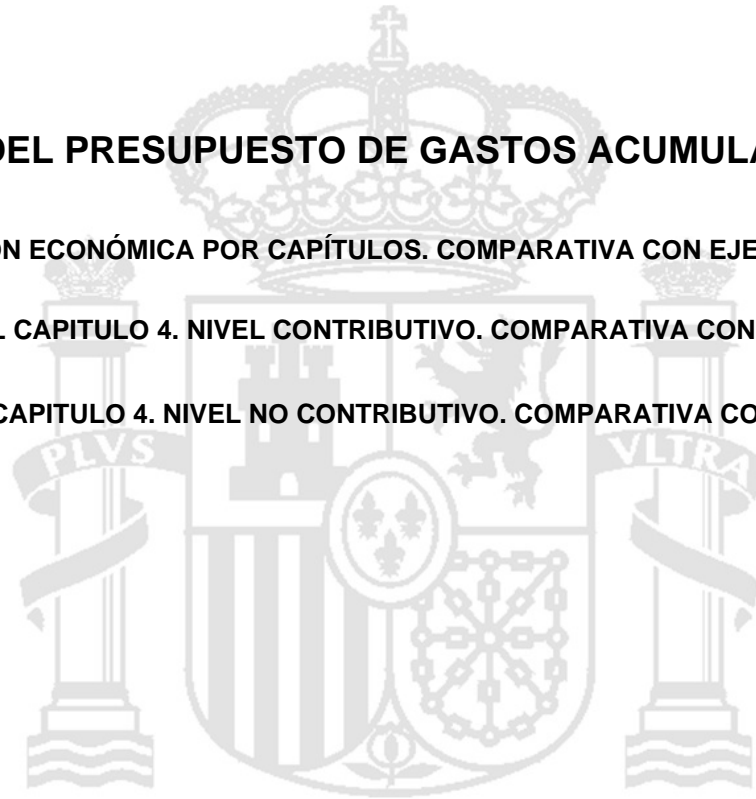 DEL PRESUPUESTO DE GASTOS ACUMULA
ÓN ECONÓMICA POR CAPÍTULOS. COMPARATIVA CON EJE
L CAPITULO 4. NIVEL CONTRIBUTIVO. COMPARATIVA CON
CAPITULO 4. NIVEL NO CONTRIBUTIVO. COMPARATIVA CO
PLVS VLTRA